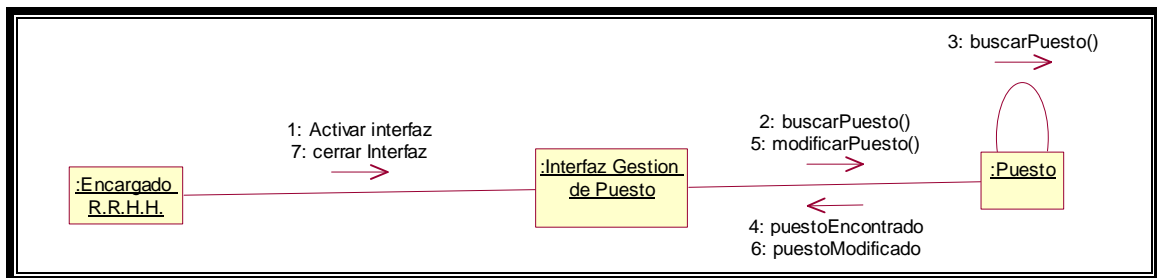 3: buscarPuesto()
1: Activar interfaz
7: cerrar Interfaz
2: buscarPuesto()
5: modificarPuesto()
:Encargado
R.R.H.H.
:Interfaz Gestion
de Puesto
:Puesto
4: puestoEncontrado
6: puestoModificado